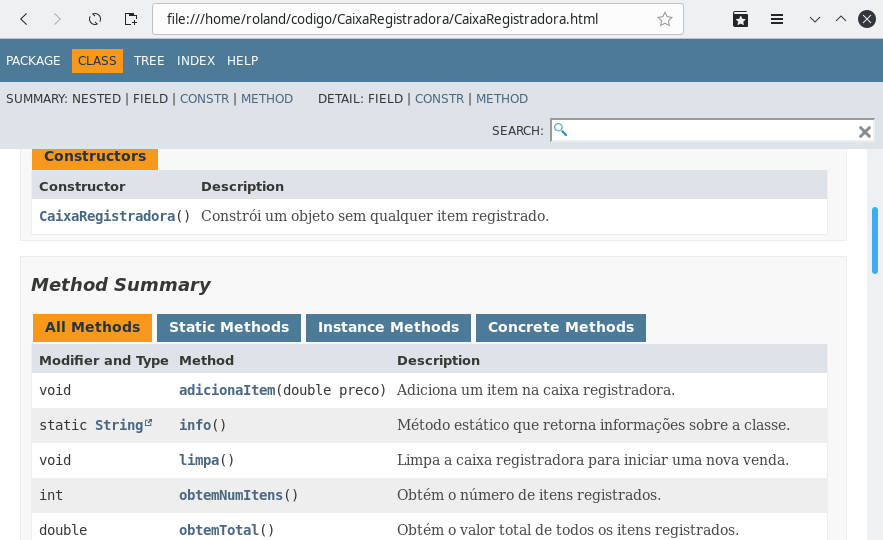 file:///home/roland/codigo/CaixaRegistradora/CaixaRegistradora.html
PACKAGE CLASS TREE INDEX HELP
SUMMARY: NESTED | FIELD | CONSTR | METHOD DETAIL: FIELD | CONSTR | METHOD
SEARCH:
Constructors
Constructor Description
CaixaRegistradora() Constrói um objeto sem qualquer item registrado.
Method Summary
All Methods Static Methods Instance Methods Concrete Methods
Modifier and Type Method Description
void adicionaItem(double preco) Adiciona um item na caixa registradora.
static String info() Método estático que retorna informações sobre a classe.
void limpa() Limpa a caixa registradora para iniciar uma nova venda.
int obtemNumItens() Obtém o número de itens registrados.
double obtemTotal() Obtém o valor total de todos os itens registrados.